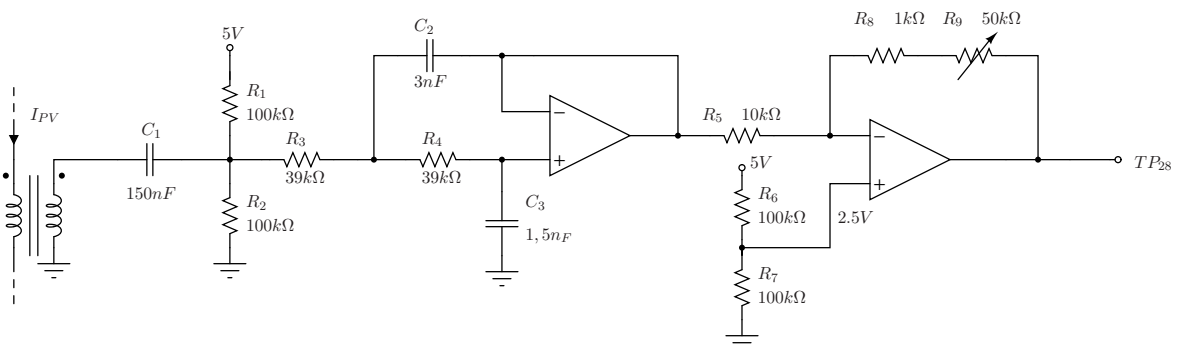 R8 1kΩ R9 50kΩ
C2
5V
3nF
IPV
R1
100kΩ
R5 10kΩ
C1
R3
R4
−
−
+
5V
TP28
39kΩ
39kΩ
150nF
R2
100kΩ
C3
1,5nF
R6
100kΩ
+
2.5V
R7
100kΩ